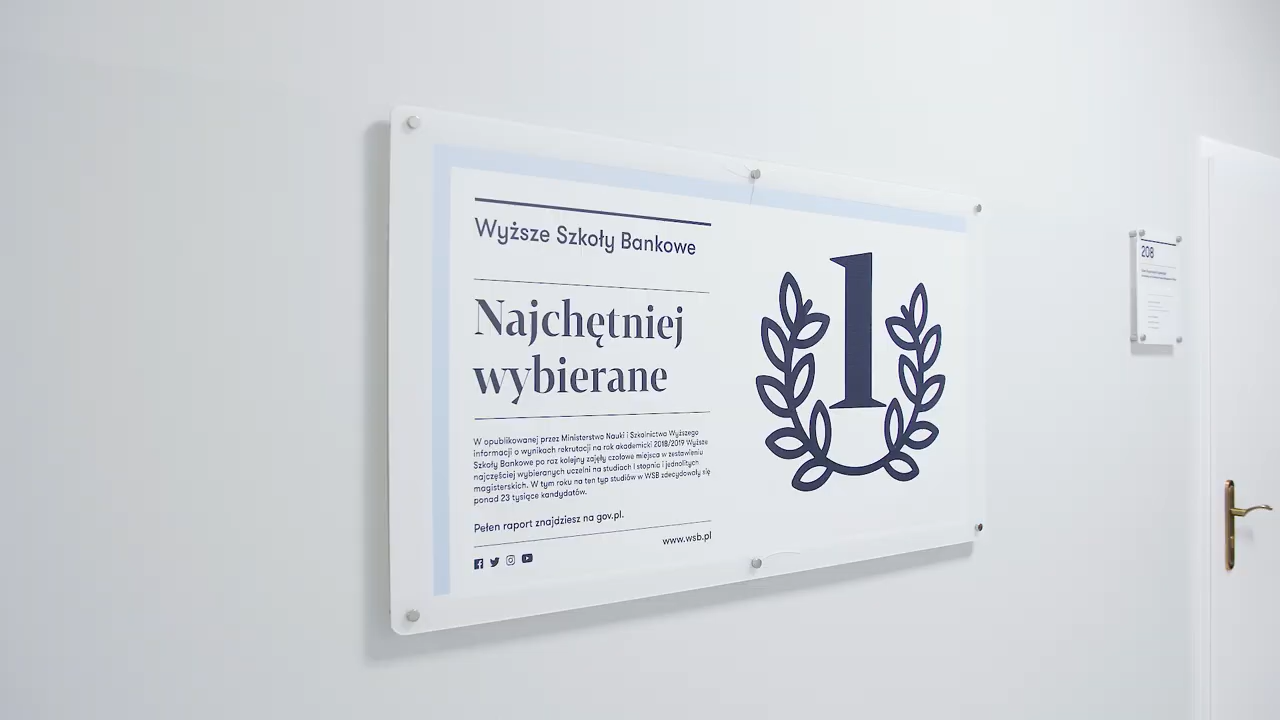 Wyższe Szkoły Bankowe
Najchętniej
wybierane
W opublikowanej przez Ministerstwo Nauki i Szkolnictwa Wyższego
informacji o wynikach rekrutacji na rok akademicki 2018/2019 Wyższe
Szkoły Bankowe po raz kolejny zajęły czołowe miejsca w zestawieniu
najczęściej wybieranych uczelni na studiach I stopnia i jednolitych
magisterskich. W tym roku na ten typ studiów w WSB zdecydowały się
ponad 23 tysiące kandydatów.
Pełen raport znajdziesz na gov.pl.
www.wsb.pl
1
208